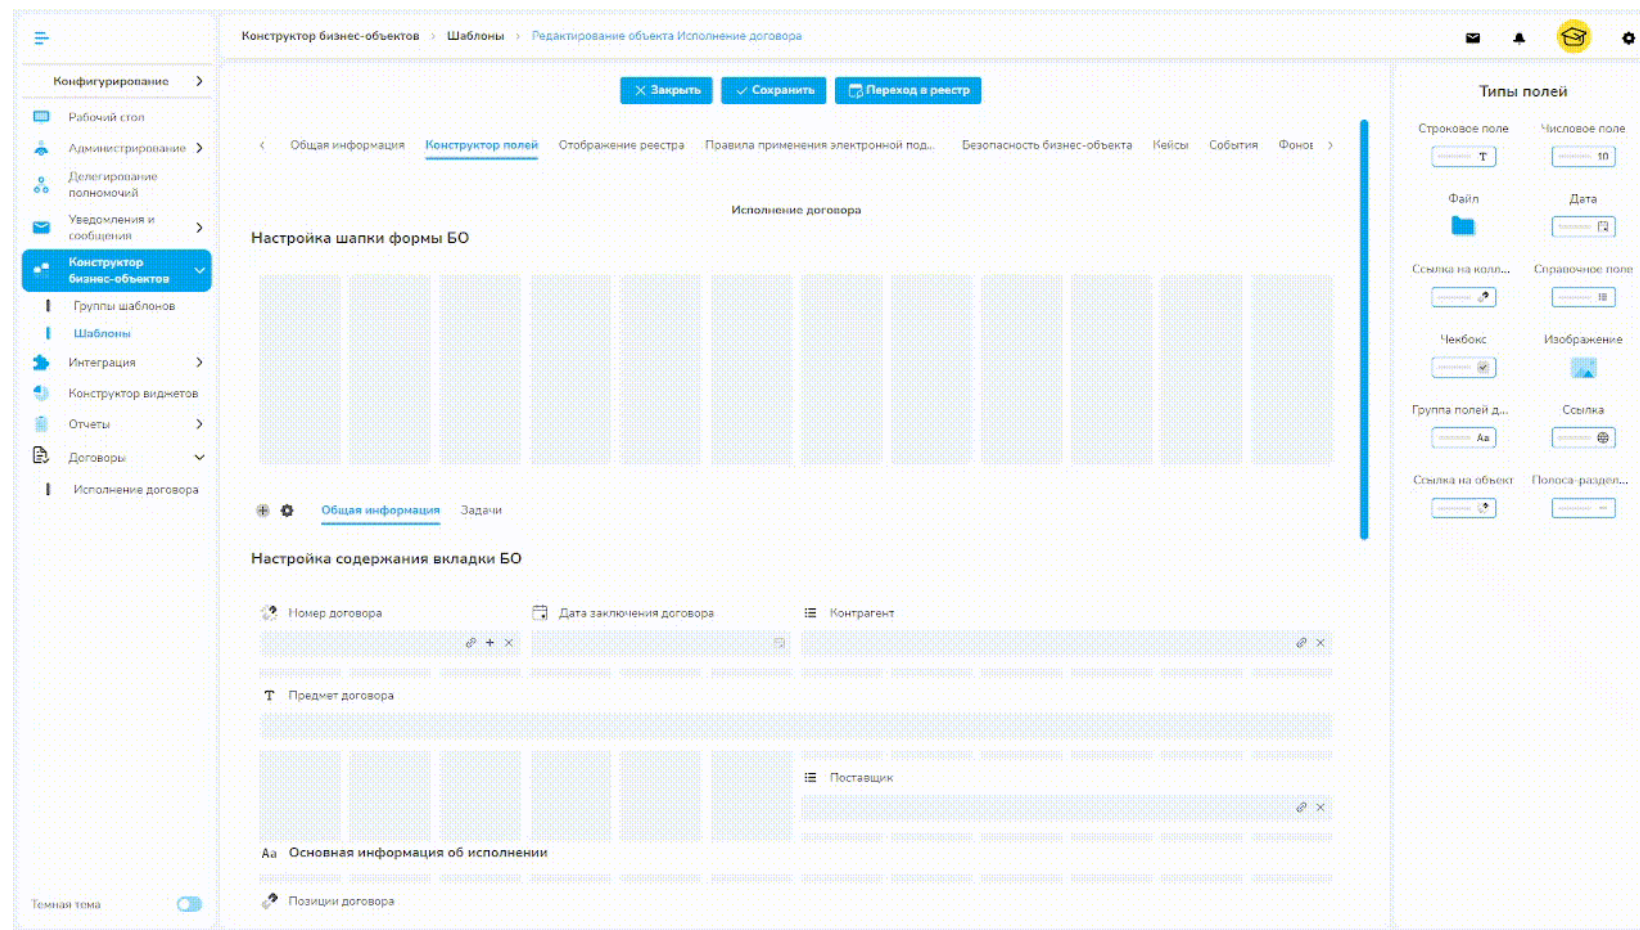 Конструктор бизнес-объектов > Шаблоны > Редактирование объекта Исполнение договора
Конфигурирование
Рабочий стол
Администрирование
Делегирование
полномочий
Уведомления и
сообщения
Конструктор
бизнес-объектов
Группы шаблонов
Шаблоны
Интеграция
Конструктор виджетов
Отчеты
Договоры
Исполнение договора
Темная тема
Закрыть
Сохранить
Переход в реестр
Общая информация
Конструктор полей
Отображение реестра
Правила применения электронной под...
Безопасность бизнес-объекта
Кейсы
События
Фонов
Исполнение договора
Настройка шапки формы БО
Общая информация
Задачи
Настройка содержания вкладки БО
Номер договора
Дата заключения договора
Контрагент
T Предмет договора
Поставщик
Aa Основная информация об исполнении
Позиции договора
Типы полей
Строковое поле
Числовое поле
T
10
Файл
Дата
Ссылка на колл...
Справочное поле
Чекбокс
Изображение
Группа полей д...
Ссылка
Aa
Ссылка на объект
Полоса-раздел...